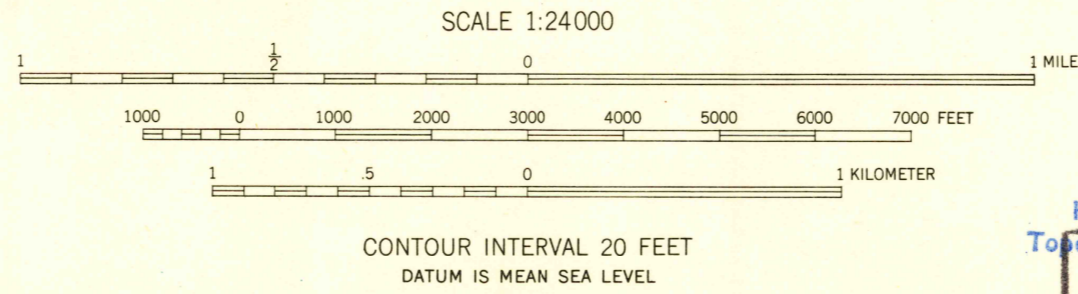 SCALE 1:24000
1 1/2 0 1 MILE
1000 0 1000 2000 3000 4000 5000 6000 7000 FEET
1 .5 0 1 KILOMETER
CONTOUR INTERVAL 20 FEET
DATUM IS MEAN SEA LEVEL